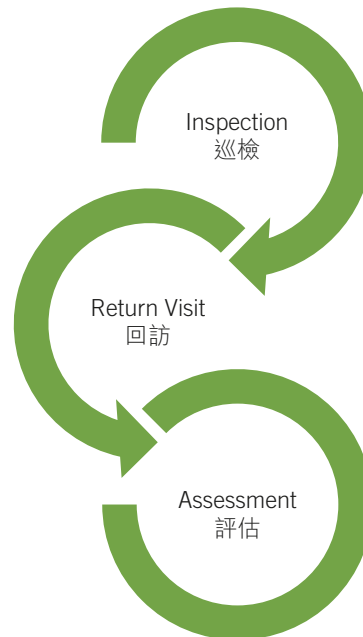 Inspection
巡檢
Return Visit
回訪
Assessment
評估